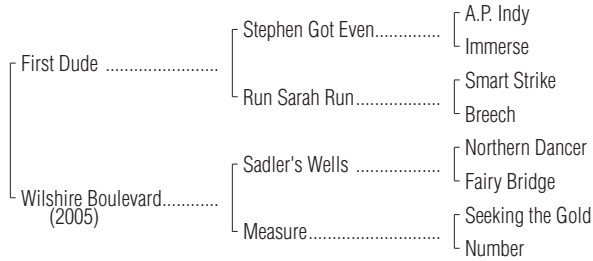 A.P. Indy
Stephen Got Even..............
Immerse
First Dude ........................
Smart Strike
Run Sarah Run..................
Breech
Northern Dancer
Sadler's Wells ..................
Fairy Bridge
Wilshire Boulevard............
(2005)
Seeking the Gold
Measure............................
Number